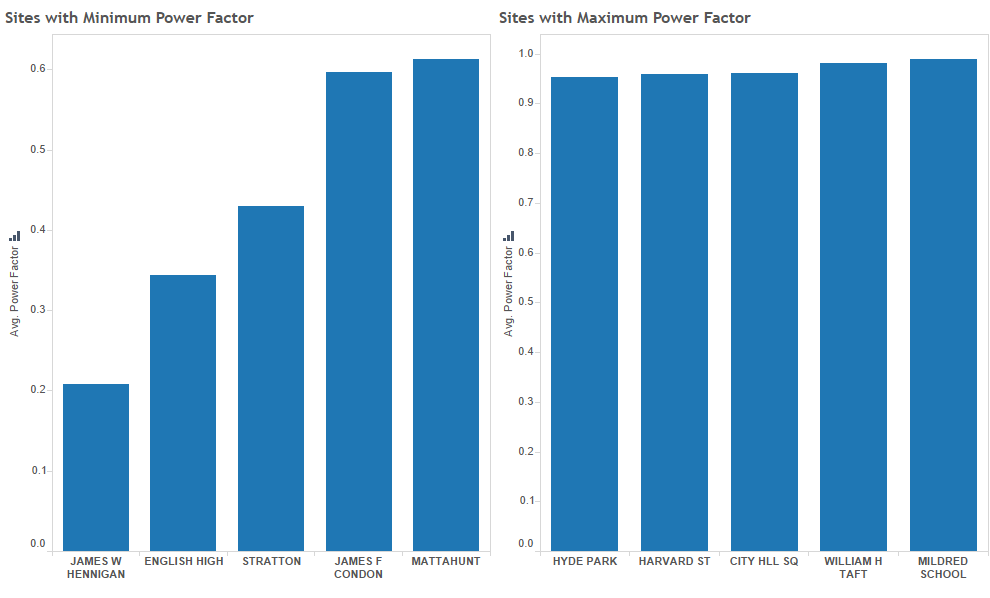 Sites with Minimum Power Factor
Avg. Power Factor
0.6
0.5
0.4
0.3
0.2
0.1
0.0
JAMES W
HENNIGAN
ENGLISH HIGH
STRATTON
JAMES F
CONDON
MATTAHUNT
Sites with Maximum Power Factor
Avg. Power Factor
1.0
0.9
0.8
0.7
0.6
0.5
0.4
0.3
0.2
0.1
0.0
HYDE PARK
HARVARD ST
CITY HLL SQ
WILLIAM H
TAFT
MILDRED
SCHOOL